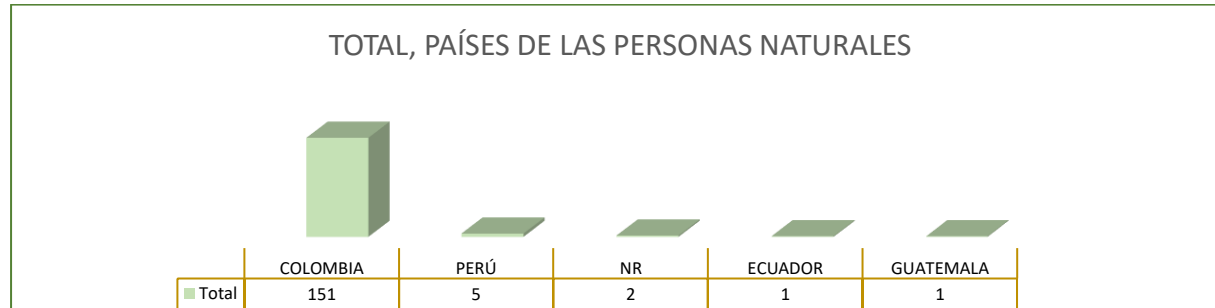 TOTAL, PAÍSES DE LAS PERSONAS NATURALES
COLOMBIA PERÚ NR ECUADOR GUATEMALA
Total 151 5 2 1 1